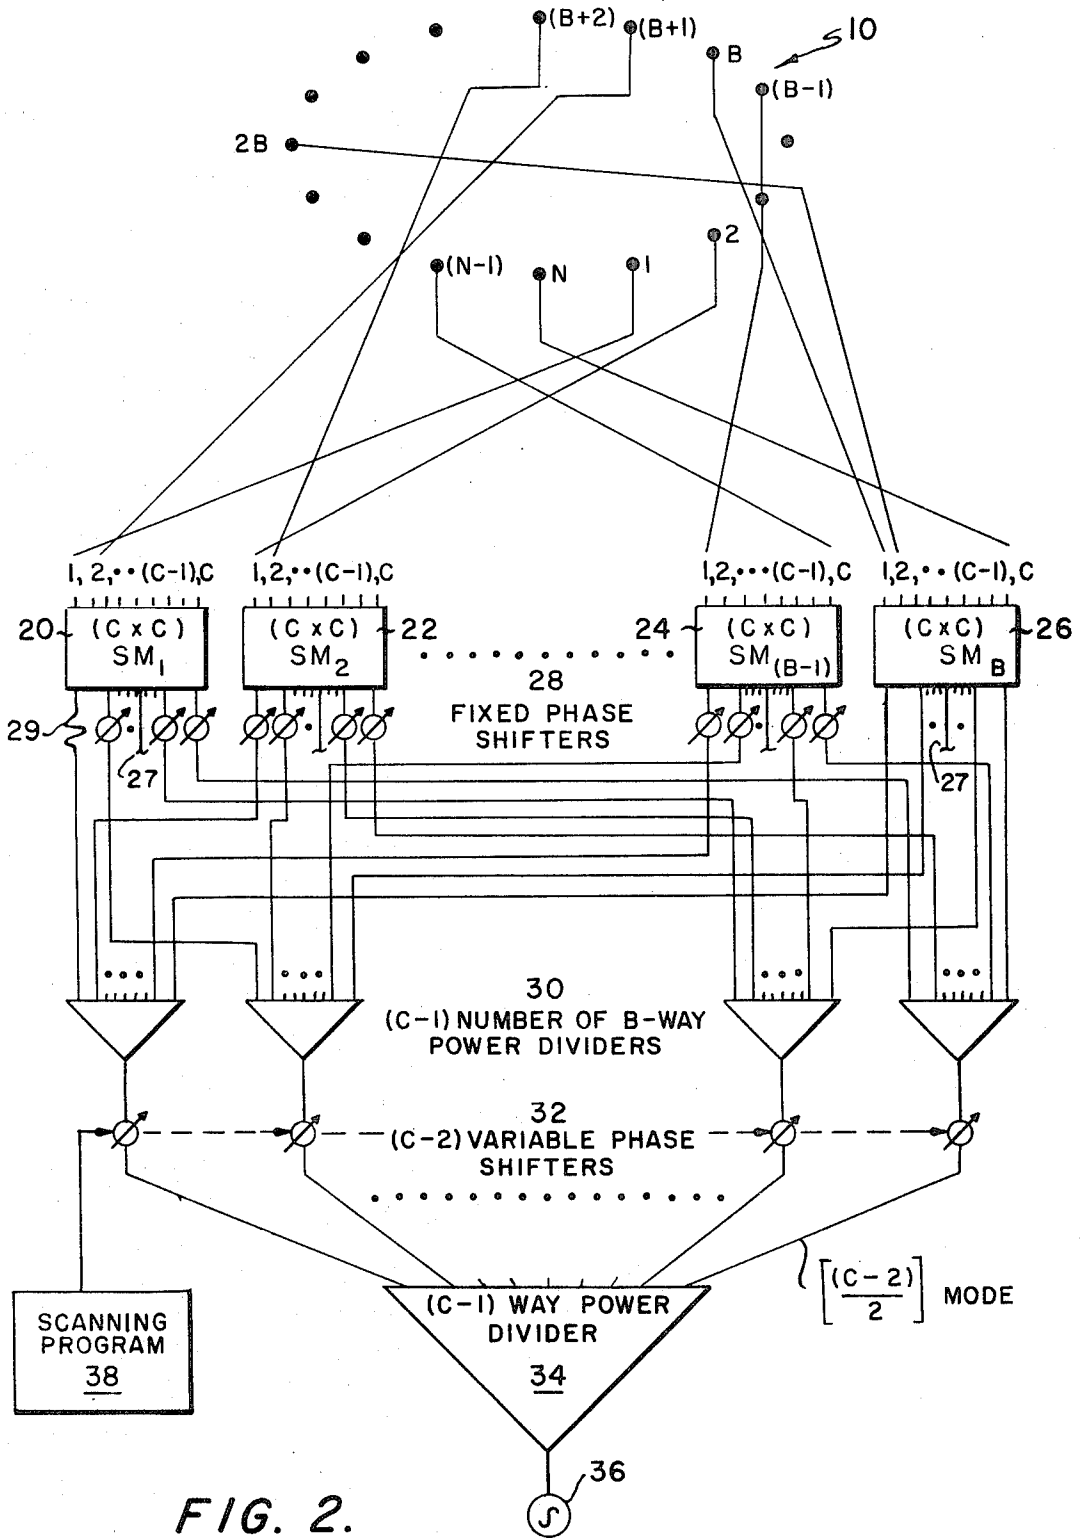 (B+2)
(B+1)
B
10
(B-1)
2B
2
(N-1)
N
1
1, 2, •• (C-1), C
1, 2, •• (C-1), C
1, 2, ••• (C-1), C
1, 2, •• (C-1), C
20
(C x C)
SM1
(C x C)
SM2
22
24
(C x C)
SM(B-1)
(C x C)
SMB
26
28
FIXED PHASE
SHIFTERS
29
27
27
30
(C-1) NUMBER OF B-WAY
POWER DIVIDERS
32
(C-2) VARIABLE PHASE
SHIFTERS
[(C-2)/2] MODE
(C-1) WAY POWER
DIVIDER
34
SCANNING
PROGRAM
38
36
FIG. 2.